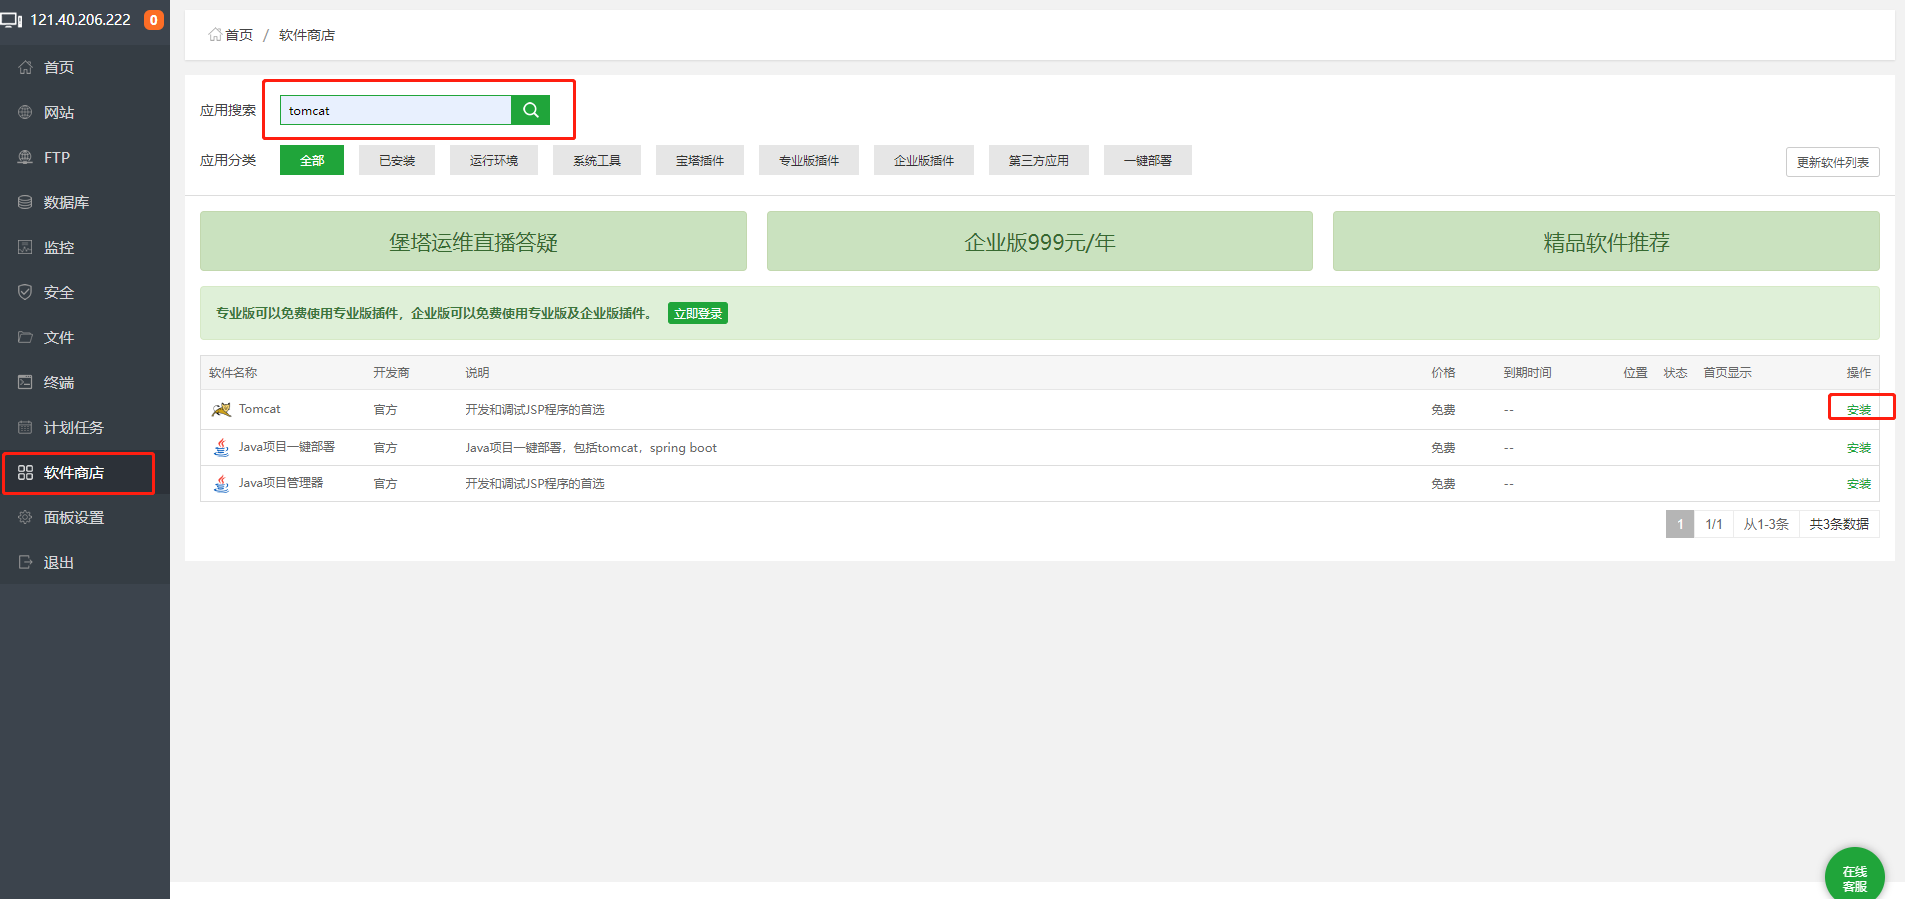 121.40.206.222 0
首页
网站
FTP
数据库
监控
安全
文件
终端
计划任务
软件商店
面板设置
退出
首页 / 软件商店
应用搜索 tomcat
应用分类 全部 已安装 运行环境 系统工具 宝塔插件 专业版插件 企业版插件 第三方应用 一键部署 更新软件列表
堡塔运维直播答疑 企业版999元/年 精品软件推荐
专业版可以免费使用专业版插件，企业版可以免费使用专业版及企业版插件。 立即登录
软件名称 开发商 说明 价格 到期时间 位置 状态 首页显示 操作
Tomcat 官方 开发和调试JSP程序的首选 免费 -- 安装
Java项目一键部署 官方 Java项目一键部署，包括tomcat，spring boot 免费 -- 安装
Java项目管理器 官方 开发和调试JSP程序的首选 免费 -- 安装
1 1/1 从1-3条 共3条数据
在线
客服